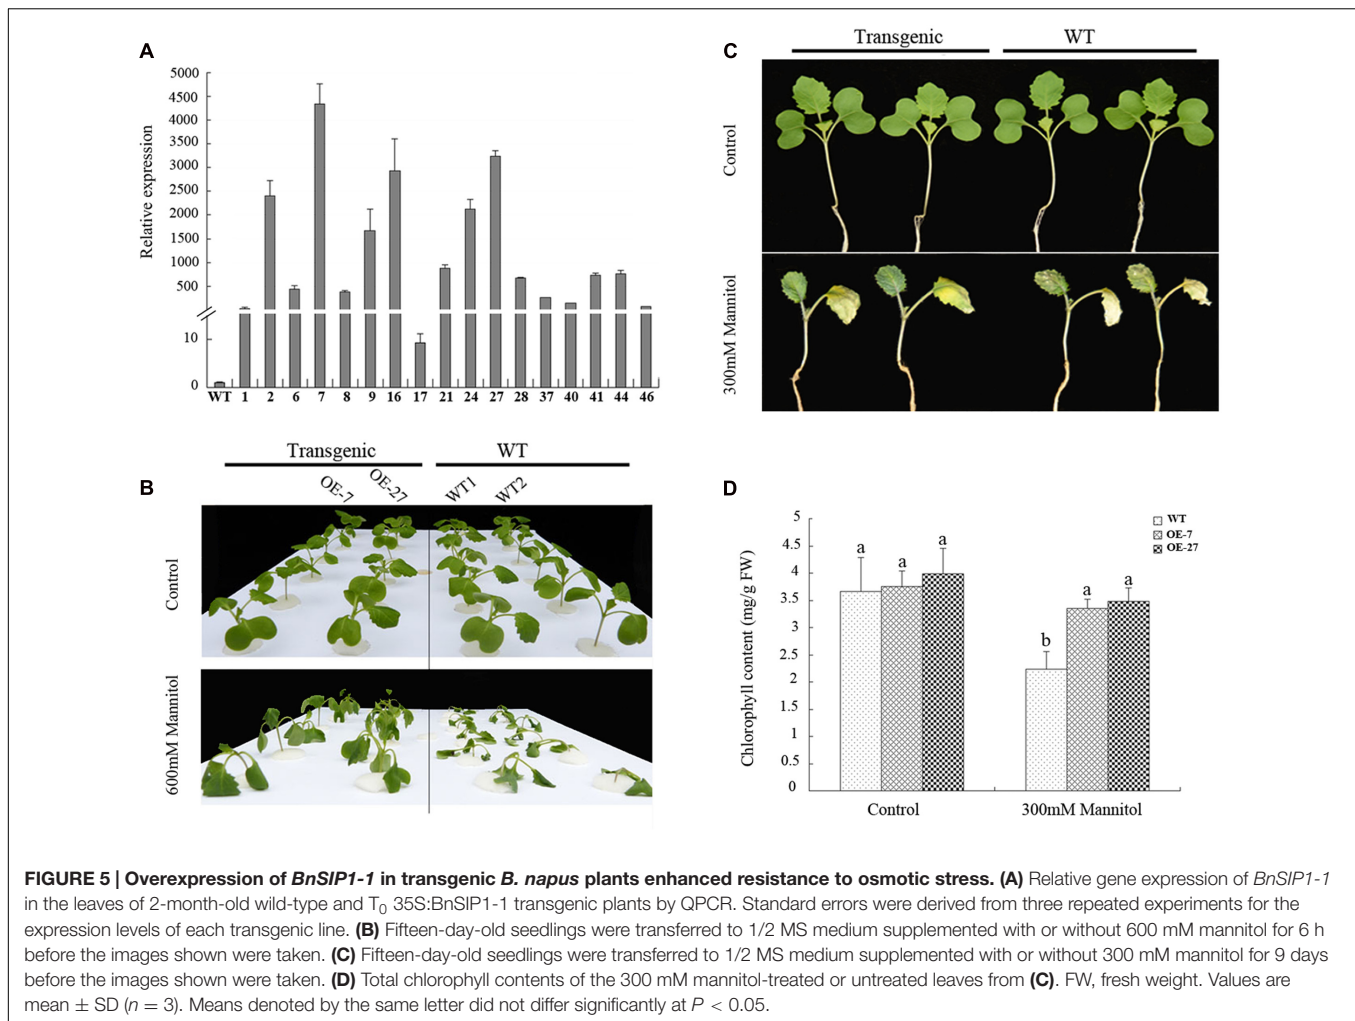 A
5000
4500
4000
3500
3000
2500
2000
1500
1000
500
10
0
Relative expression
WT 1 2 6 7 8 9 16 17 21 24 27 28 37 40 41 44 46
C
Transgenic WT
Control
300mM Mannitol
B
Transgenic WT
OE-7 OE-27 WT1 WT2
Control
600mM Mannitol
D
5
4.5
4
3.5
3
2.5
2
1.5
1
0.5
0
Chlorophyll content (mg/g FW)
WT
OE-7
OE-27
a a a
b a a
Control 300mM Mannitol
FIGURE 5 | Overexpression of BnSIP1-1 in transgenic B. napus plants enhanced resistance to osmotic stress. (A) Relative gene expression of BnSIP1-1
in the leaves of 2-month-old wild-type and T0 35S:BnSIP1-1 transgenic plants by QPCR. Standard errors were derived from three repeated experiments for the
expression levels of each transgenic line. (B) Fifteen-day-old seedlings were transferred to 1/2 MS medium supplemented with or without 600 mM mannitol for 6 h
before the images shown were taken. (C) Fifteen-day-old seedlings were transferred to 1/2 MS medium supplemented with or without 300 mM mannitol for 9 days
before the images shown were taken. (D) Total chlorophyll contents of the 300 mM mannitol-treated or untreated leaves from (C). FW, fresh weight. Values are
mean ± SD (n = 3). Means denoted by the same letter did not differ significantly at P < 0.05.